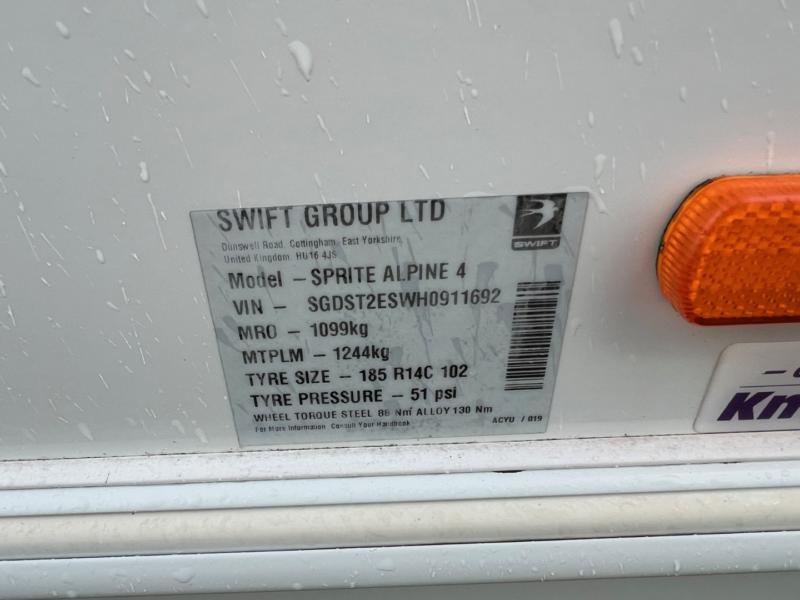 SWIFT GROUP LTD
SWIFT
Dunswell Road, Cottingham, East Yorkshire,
United Kingdom. HU16 4JS
Model - SPRITE ALPINE 4
VIN - SGDST2ESWH0911692
MRO - 1099kg
MTPLM - 1244kg
TYRE SIZE - 185 R14C 102
TYRE PRESSURE - 51 psi
WHEEL TORQUE STEEL 88 Nm ALLOY 130 Nm
For More Information Consult Your Handbook
ACYU / 019
Km